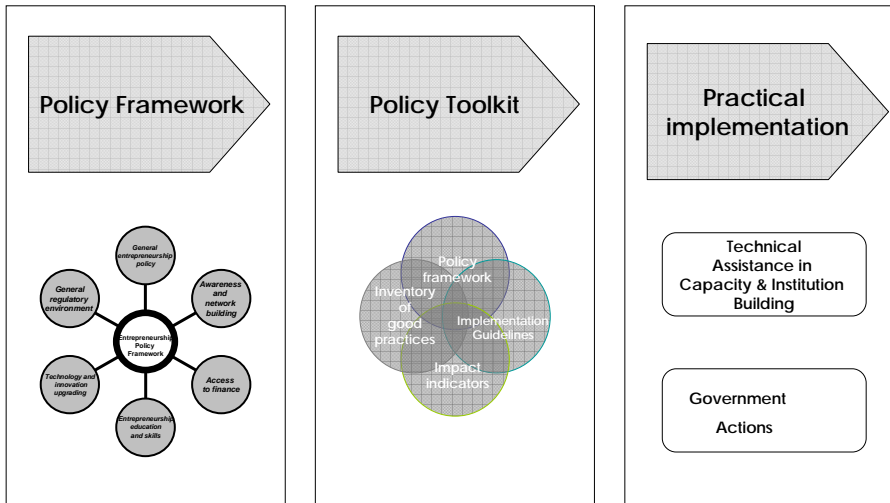 Policy Framework
General
entrepreneurship
policy
General
regulatory
environment
Awareness and
network
building
Entrepreneurship
Policy
Framework
Technology and
innovation
upgrading
Access
to finance
Entrepreneurship
education
and skills
Policy Toolkit
Policy
framework
Inventory
of
good
practices
Implementation
Guidelines
Impact
indicators
Practical
implementation
Technical
Assistance in
Capacity & Institution
Building
Government
Actions